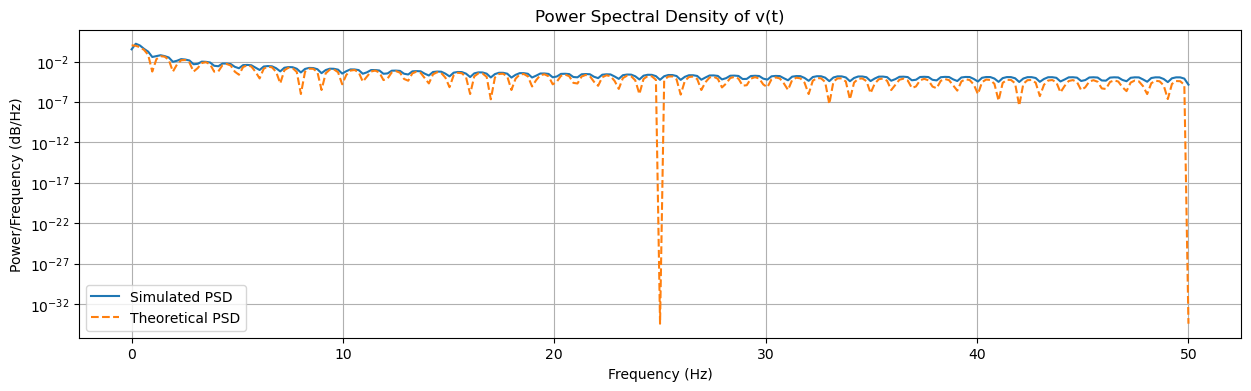 Power Spectral Density of v(t)
Power/Frequency (dB/Hz)
10⁻²
10⁻⁷
10⁻¹²
10⁻¹⁷
10⁻²²
10⁻²⁷
10⁻³²
Simulated PSD
Theoretical PSD
0 10 20 30 40 50
Frequency (Hz)